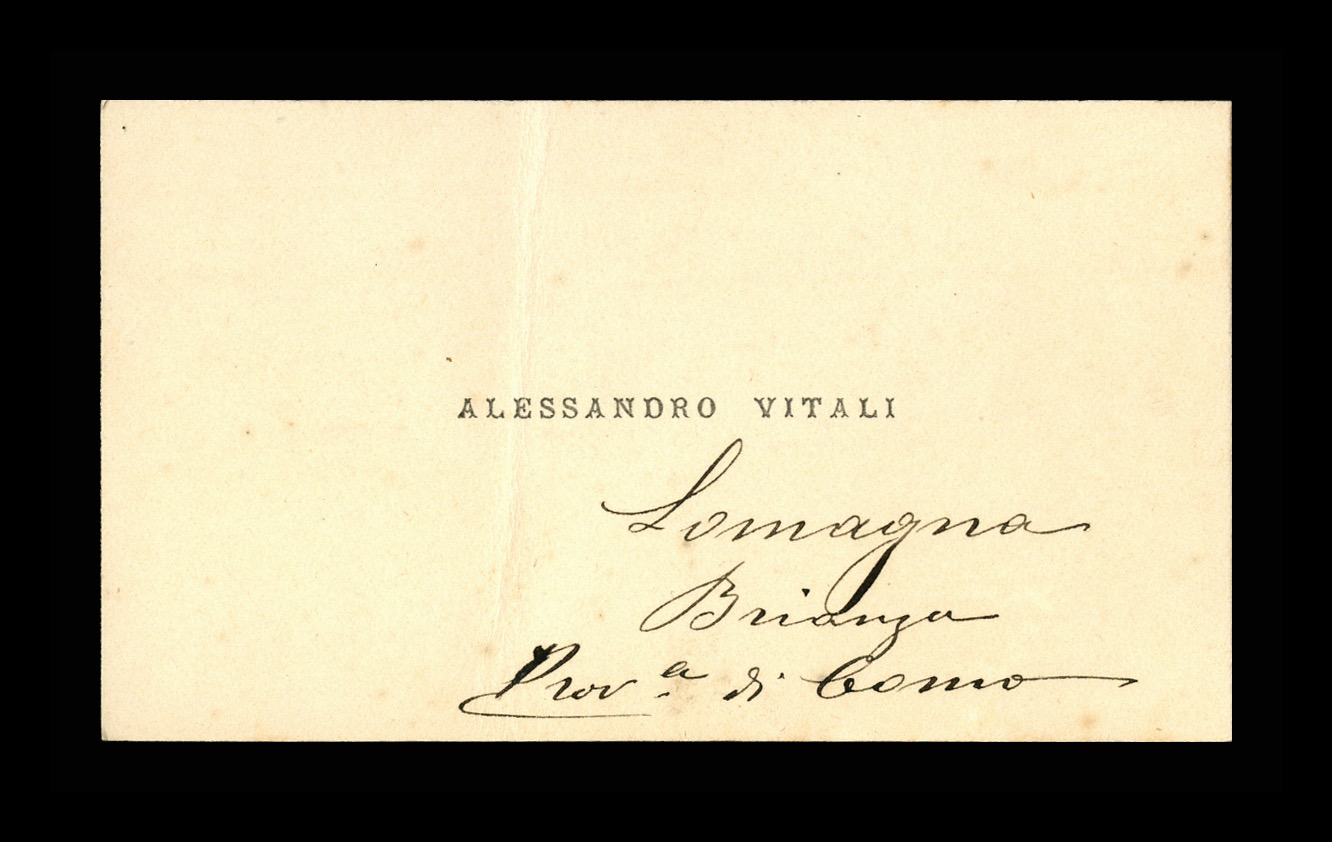 ALESSANDRO VITALI
Lomagna
Brianza
Prov.ª di Como